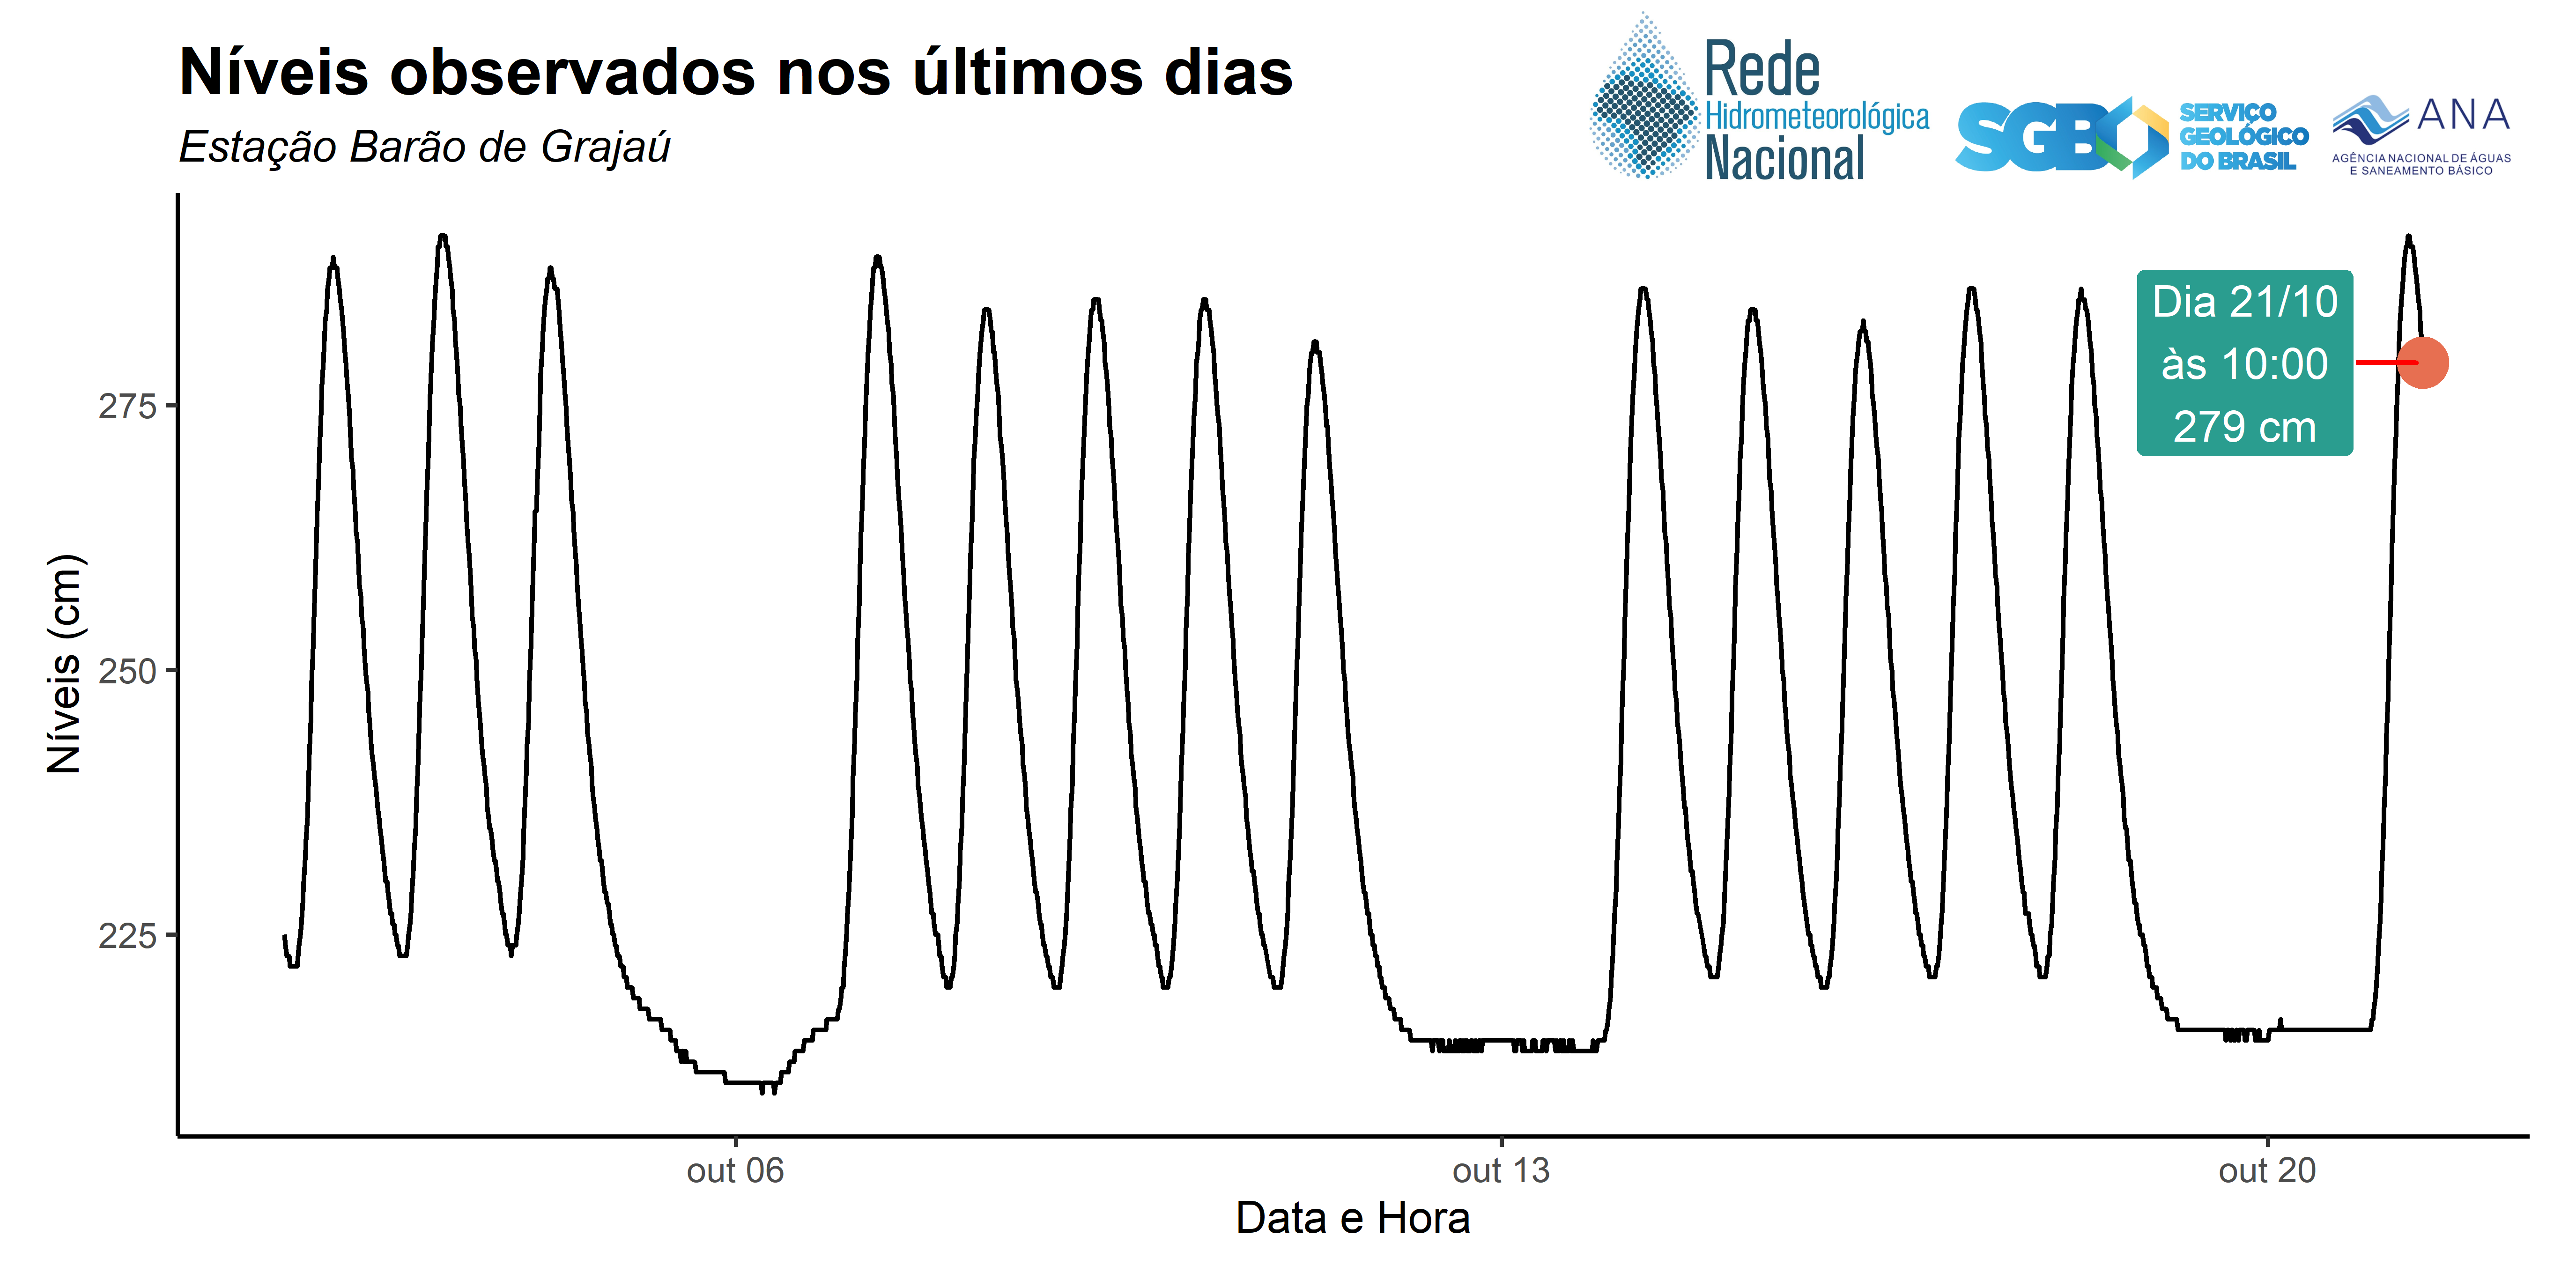 Níveis observados nos últimos dias
Estação Barão de Grajaú
Rede
Hidrometeorológica
Nacional
SGB
SERVIÇO
GEOLÓGICO
DO BRASIL
ANA
AGÊNCIA NACIONAL DE ÁGUAS
E SANEAMENTO BÁSICO
Dia 21/10
às 10:00
279 cm
275
250
225
Níveis (cm)
out 06
out 13
out 20
Data e Hora